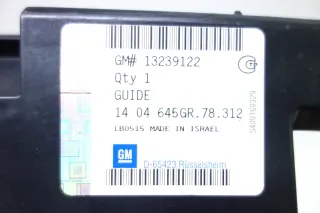 GM# 13239122
Qty 1
GUIDE
14 04 645GR.78.312
LB0515 MADE IN ISRAEL
GM
D-65423 Rüsselsheim